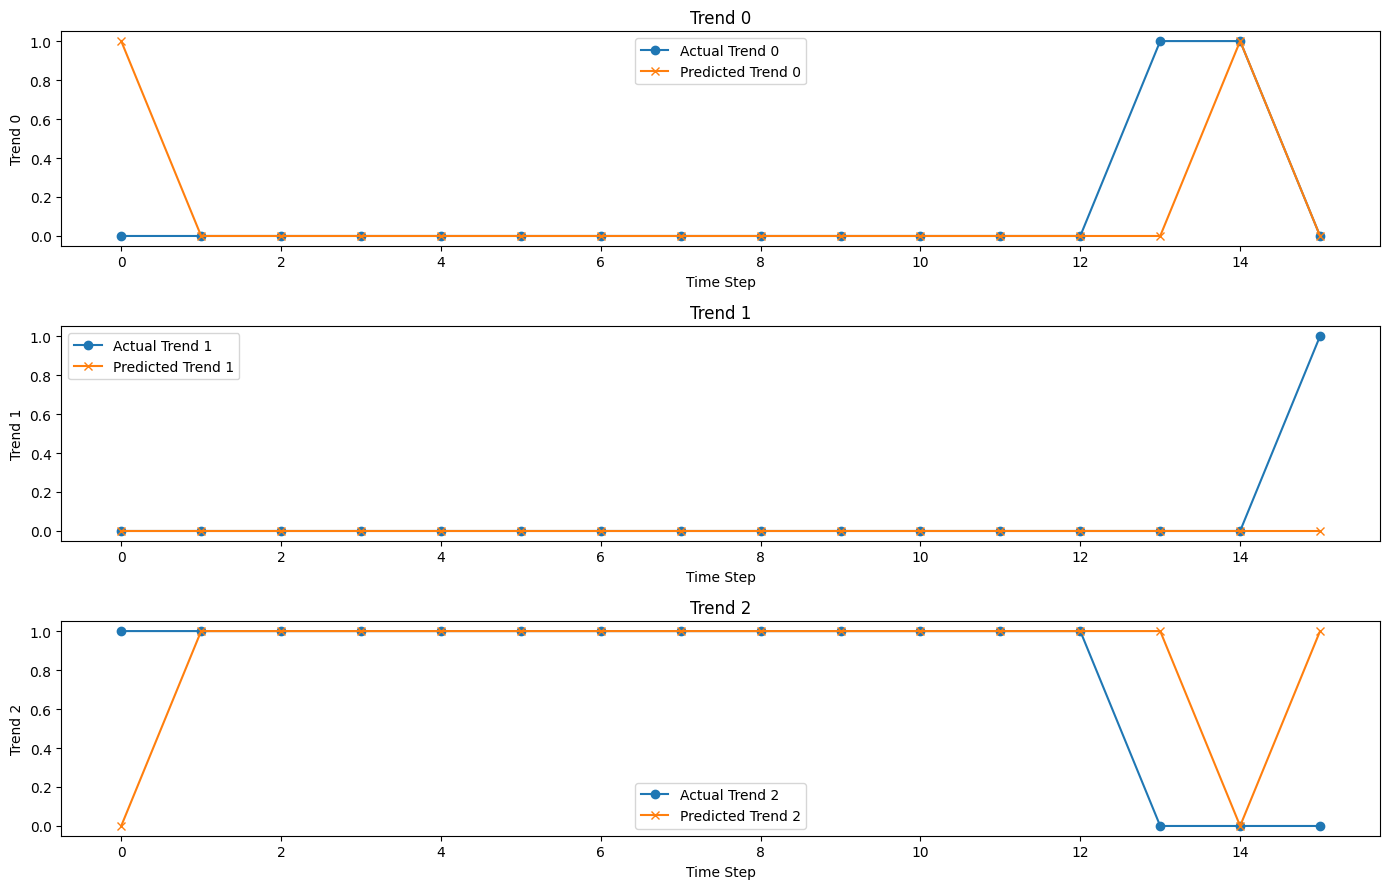 Trend 0
1.0
0.8
0.6
0.4
0.2
0.0
Trend 0
Actual Trend 0
Predicted Trend 0
0 2 4 6 8 10 12 14
Time Step
Trend 1
1.0
0.8
0.6
0.4
0.2
0.0
Trend 1
Actual Trend 1
Predicted Trend 1
0 2 4 6 8 10 12 14
Time Step
Trend 2
1.0
0.8
0.6
0.4
0.2
0.0
Trend 2
Actual Trend 2
Predicted Trend 2
0 2 4 6 8 10 12 14
Time Step